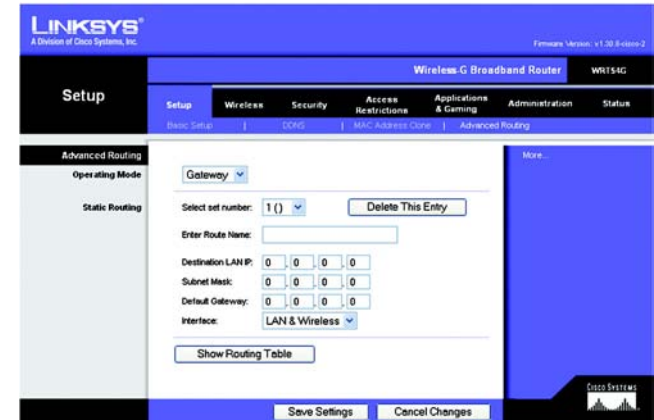 LINKSYS®
A Division of Cisco Systems, Inc.
Firmware Version: v1.30.8-cisco-2
Wireless-G Broadband Router WRT54G
Setup
Setup Wireless Security Access Restrictions Applications & Gaming Administration Status
Basic Setup | DDNS | MAC Address Clone | Advanced Routing
Advanced Routing
More...
Operating Mode Gateway
Static Routing Select set number: 1 () Delete This Entry
Enter Route Name:
Destination LAN IP: 0 . 0 . 0 . 0
Subnet Mask: 0 . 0 . 0 . 0
Default Gateway: 0 . 0 . 0 . 0
Interface: LAN & Wireless
Show Routing Table
CISCO SYSTEMS
Save Settings Cancel Changes